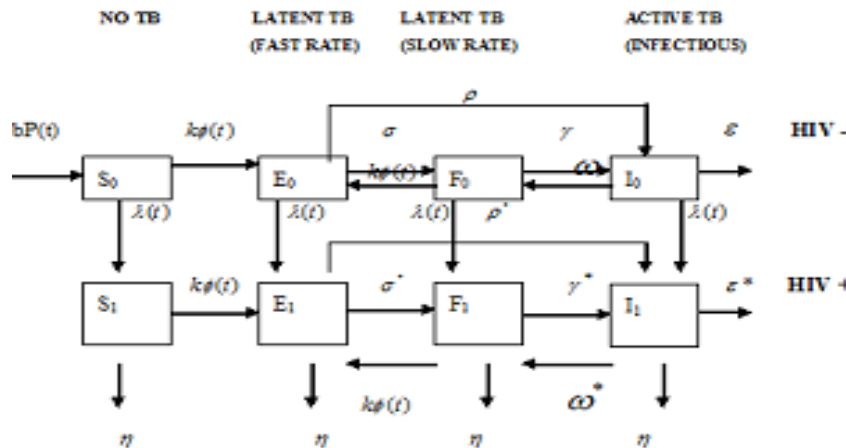 NO TB LATENT TB LATENT TB ACTIVE TB
(FAST RATE) (SLOW RATE) (INFECTIOUS)
ρ
bP(t) kϕ(t) σ γ ε HIV -
S₀ E₀ kϕ(t) F₀ ω I₀
λ(t) λ(t) λ(t) ρ* λ(t)
kϕ(t) σ* γ* ε* HIV +
S₁ E₁ F₁ I₁
kϕ(t) ω*
η η η η